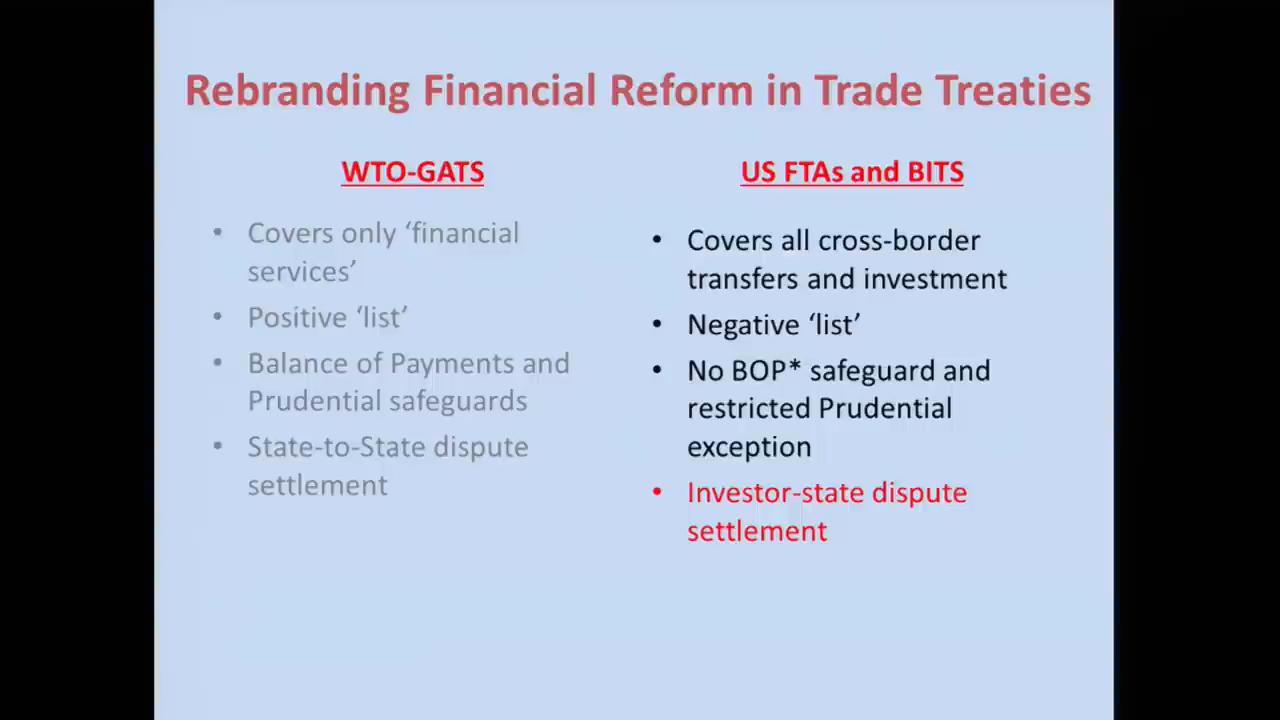 Rebranding Financial Reform in Trade Treaties
WTO-GATS
• Covers only ‘financial
services’
• Positive ‘list’
• Balance of Payments and
Prudential safeguards
• State-to-State dispute
settlement
US FTAs and BITS
• Covers all cross-border
transfers and investment
• Negative ‘list’
• No BOP* safeguard and
restricted Prudential
exception
• Investor-state dispute
settlement